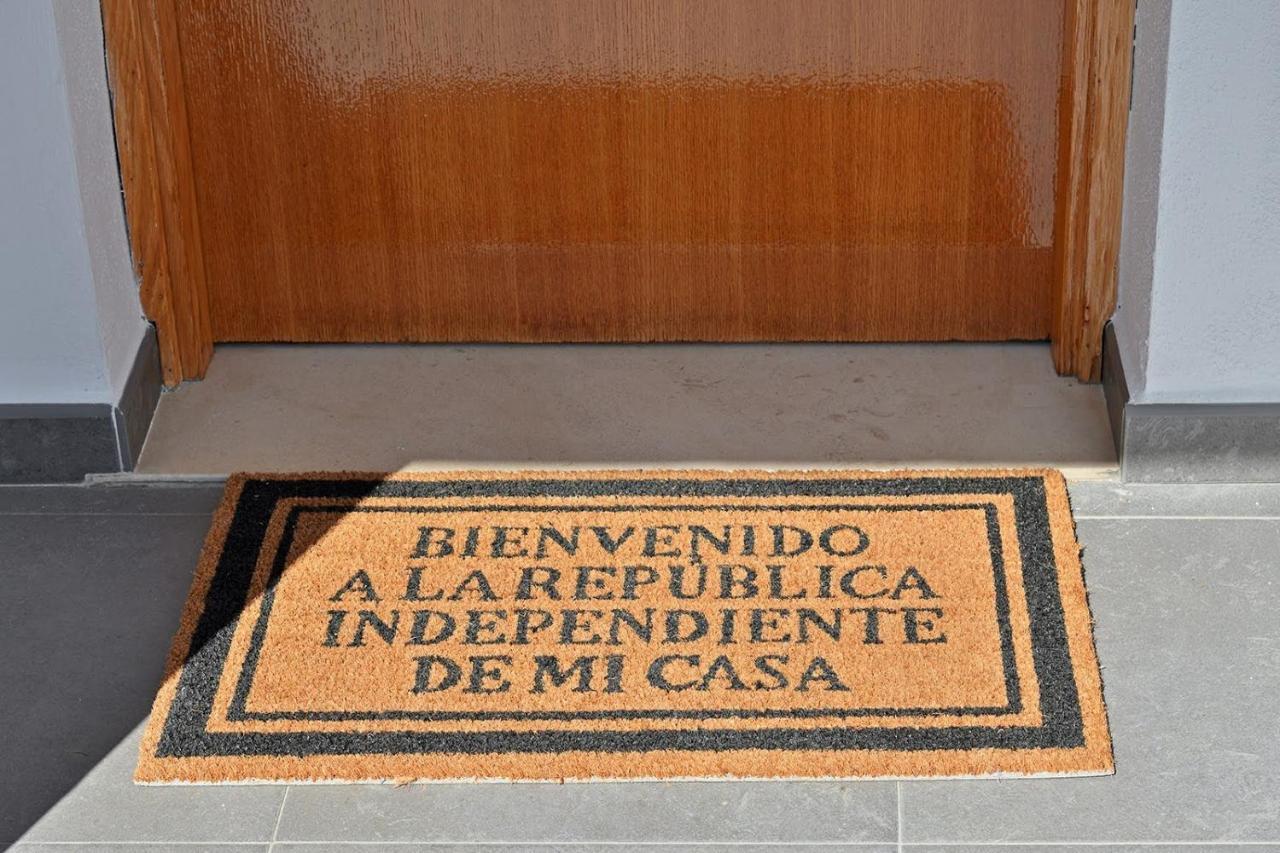 BIENVENIDO
A LA REPÚBLICA
INDEPENDIENTE
DE MI CASA